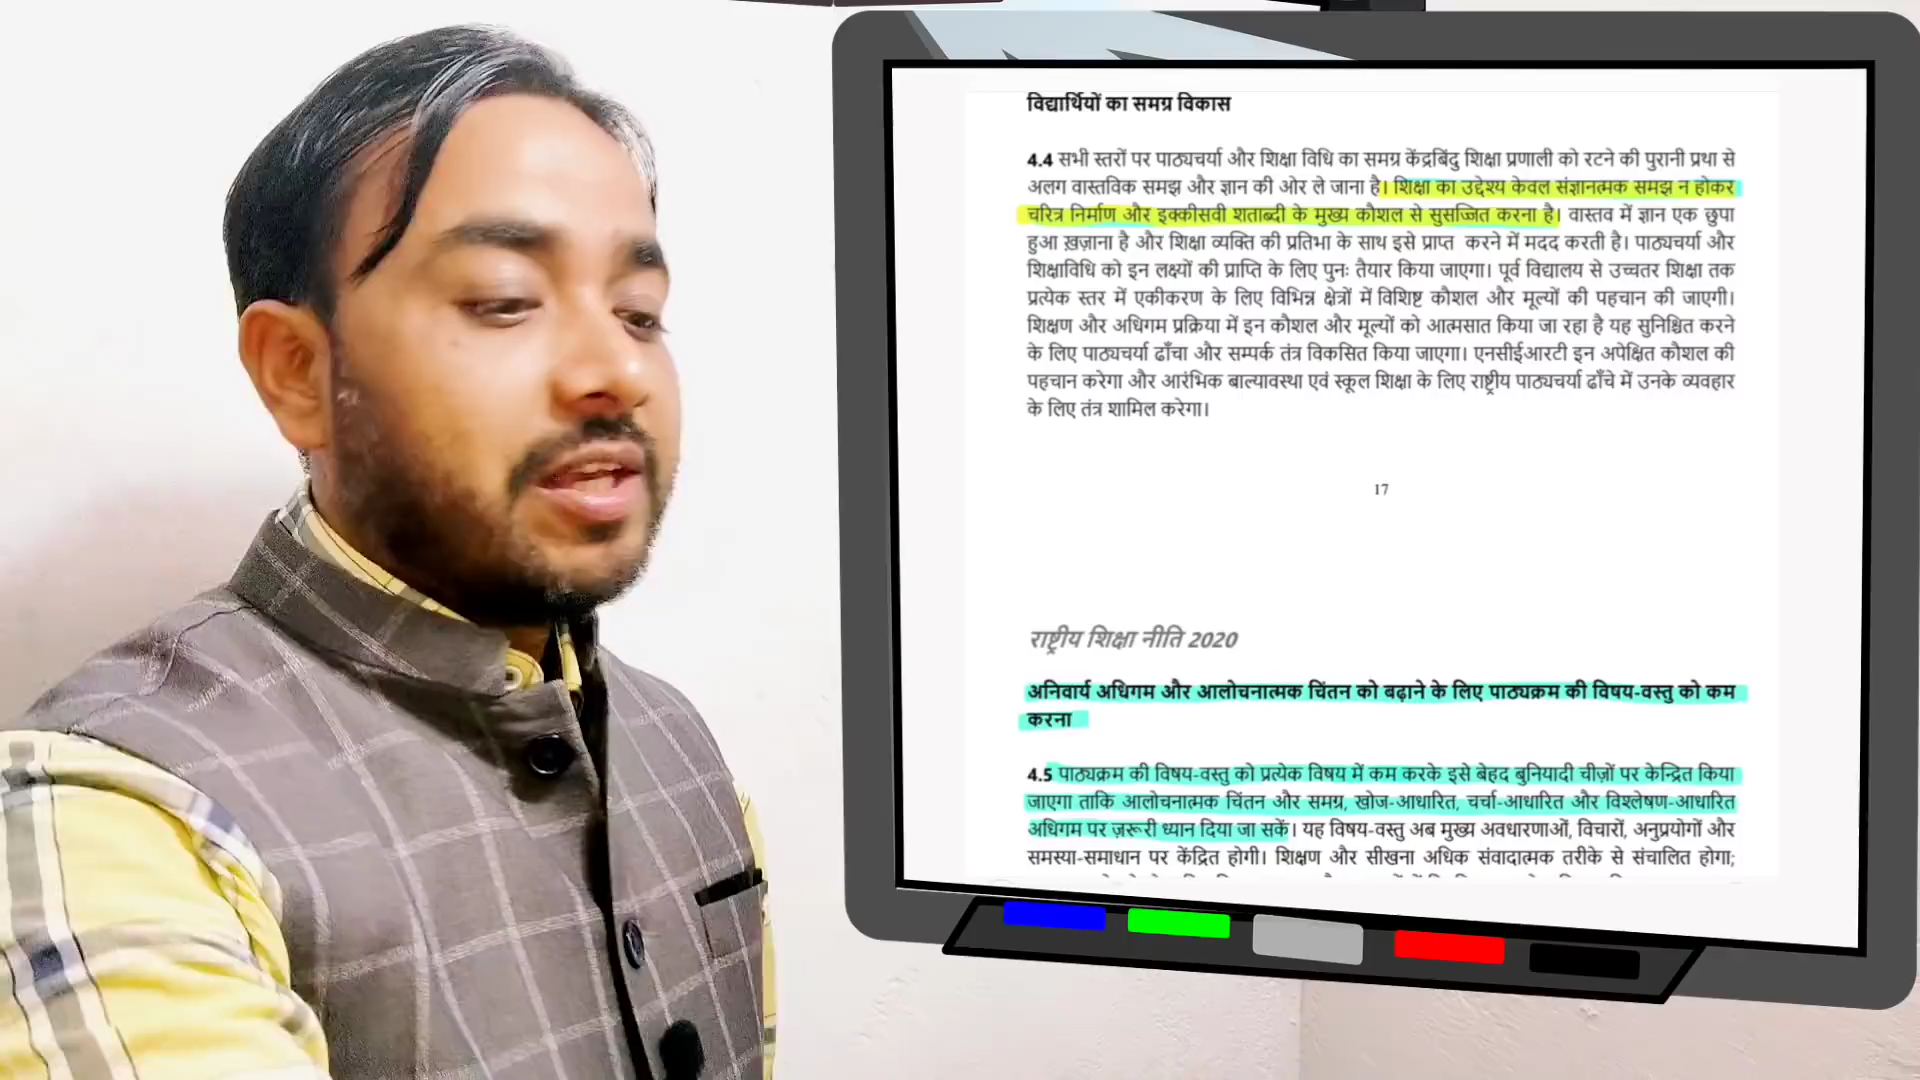 विद्यार्थियों का समग्र विकास
4.4 सभी स्तरों पर पाठ्यचर्या और शिक्षा विधि का समग्र केंद्रबिंदु शिक्षा प्रणाली को रटने की पुरानी प्रथा से
अलग वास्तविक समझ और ज्ञान की ओर ले जाना है। शिक्षा का उद्देश्य केवल संज्ञानात्मक समझ न होकर
चरित्र निर्माण और इक्कीसवी शताब्दी के मुख्य कौशल से सुसज्जित करना है। वास्तव में ज्ञान एक छुपा
हुआ ख़ज़ाना है और शिक्षा व्यक्ति की प्रतिभा के साथ इसे प्राप्त करने में मदद करती है। पाठ्यचर्या और
शिक्षाविधि को इन लक्ष्यों की प्राप्ति के लिए पुनः तैयार किया जाएगा। पूर्व विद्यालय से उच्चतर शिक्षा तक
प्रत्येक स्तर में एकीकरण के लिए विभिन्न क्षेत्रों में विशिष्ट कौशल और मूल्यों की पहचान की जाएगी।
शिक्षण और अधिगम प्रक्रिया में इन कौशल और मूल्यों को आत्मसात किया जा रहा है यह सुनिश्चित करने
के लिए पाठ्यचर्या ढाँचा और सम्पर्क तंत्र विकसित किया जाएगा। एनसीईआरटी इन अपेक्षित कौशल की
पहचान करेगा और आरंभिक बाल्यावस्था एवं स्कूल शिक्षा के लिए राष्ट्रीय पाठ्यचर्या ढाँचे में उनके व्यवहार
के लिए तंत्र शामिल करेगा।
17
राष्ट्रीय शिक्षा नीति 2020
अनिवार्य अधिगम और आलोचनात्मक चिंतन को बढ़ाने के लिए पाठ्यक्रम की विषय-वस्तु को कम
करना
4.5 पाठ्यक्रम की विषय-वस्तु को प्रत्येक विषय में कम करके इसे बेहद बुनियादी चीज़ों पर केन्द्रित किया
जाएगा ताकि आलोचनात्मक चिंतन और समग्र, खोज-आधारित, चर्चा-आधारित और विश्लेषण-आधारित
अधिगम पर ज़रूरी ध्यान दिया जा सकें। यह विषय-वस्तु अब मुख्य अवधारणाओं, विचारों, अनुप्रयोगों और
समस्या-समाधान पर केंद्रित होगी। शिक्षण और सीखना अधिक संवादात्मक तरीके से संचालित होगा;